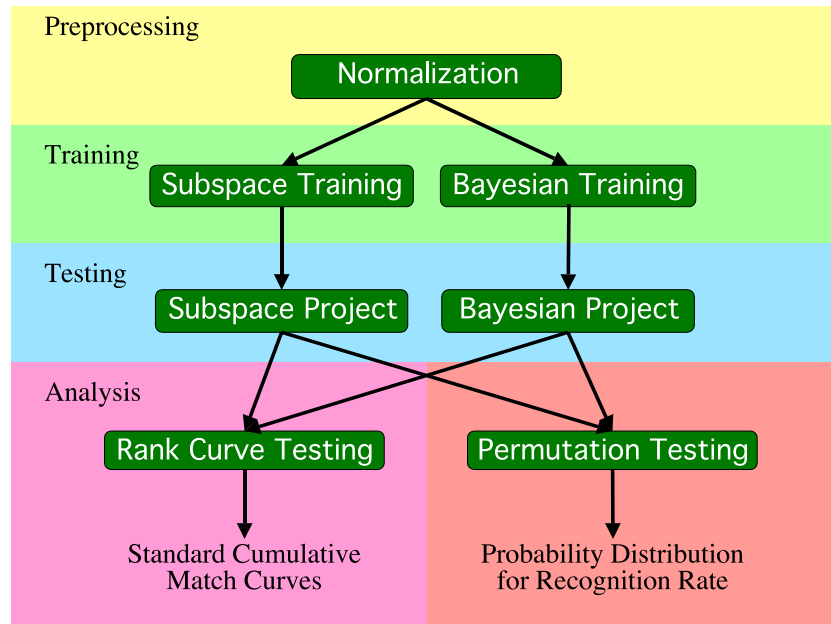 Preprocessing
Normalization
Training
Subspace Training
Bayesian Training
Testing
Subspace Project
Bayesian Project
Analysis
Rank Curve Testing
Permutation Testing
Standard Cumulative
Match Curves
Probability Distribution
for Recognition Rate